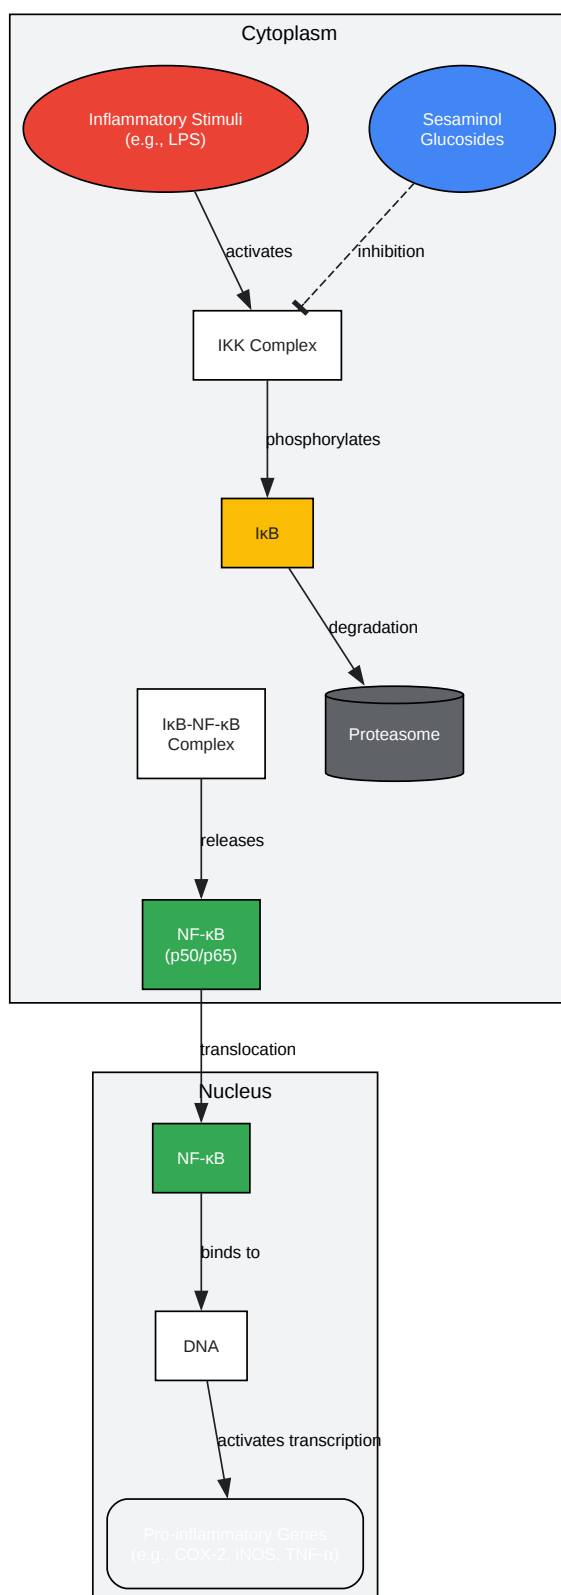 Cytoplasm
Inflammatory Stimuli
(e.g., LPS)
Sesaminol
Glucosides
activates
inhibition
IKK Complex
phosphorylates
IκB
degradation
IκB-NF-κB
Complex
Proteasome
releases
NF-κB
(p50/p65)
translocation
Nucleus
NF-κB
binds to
DNA
activates transcription
Pro-inflammatory Genes
(e.g., COX-2, iNOS, TNF-α)